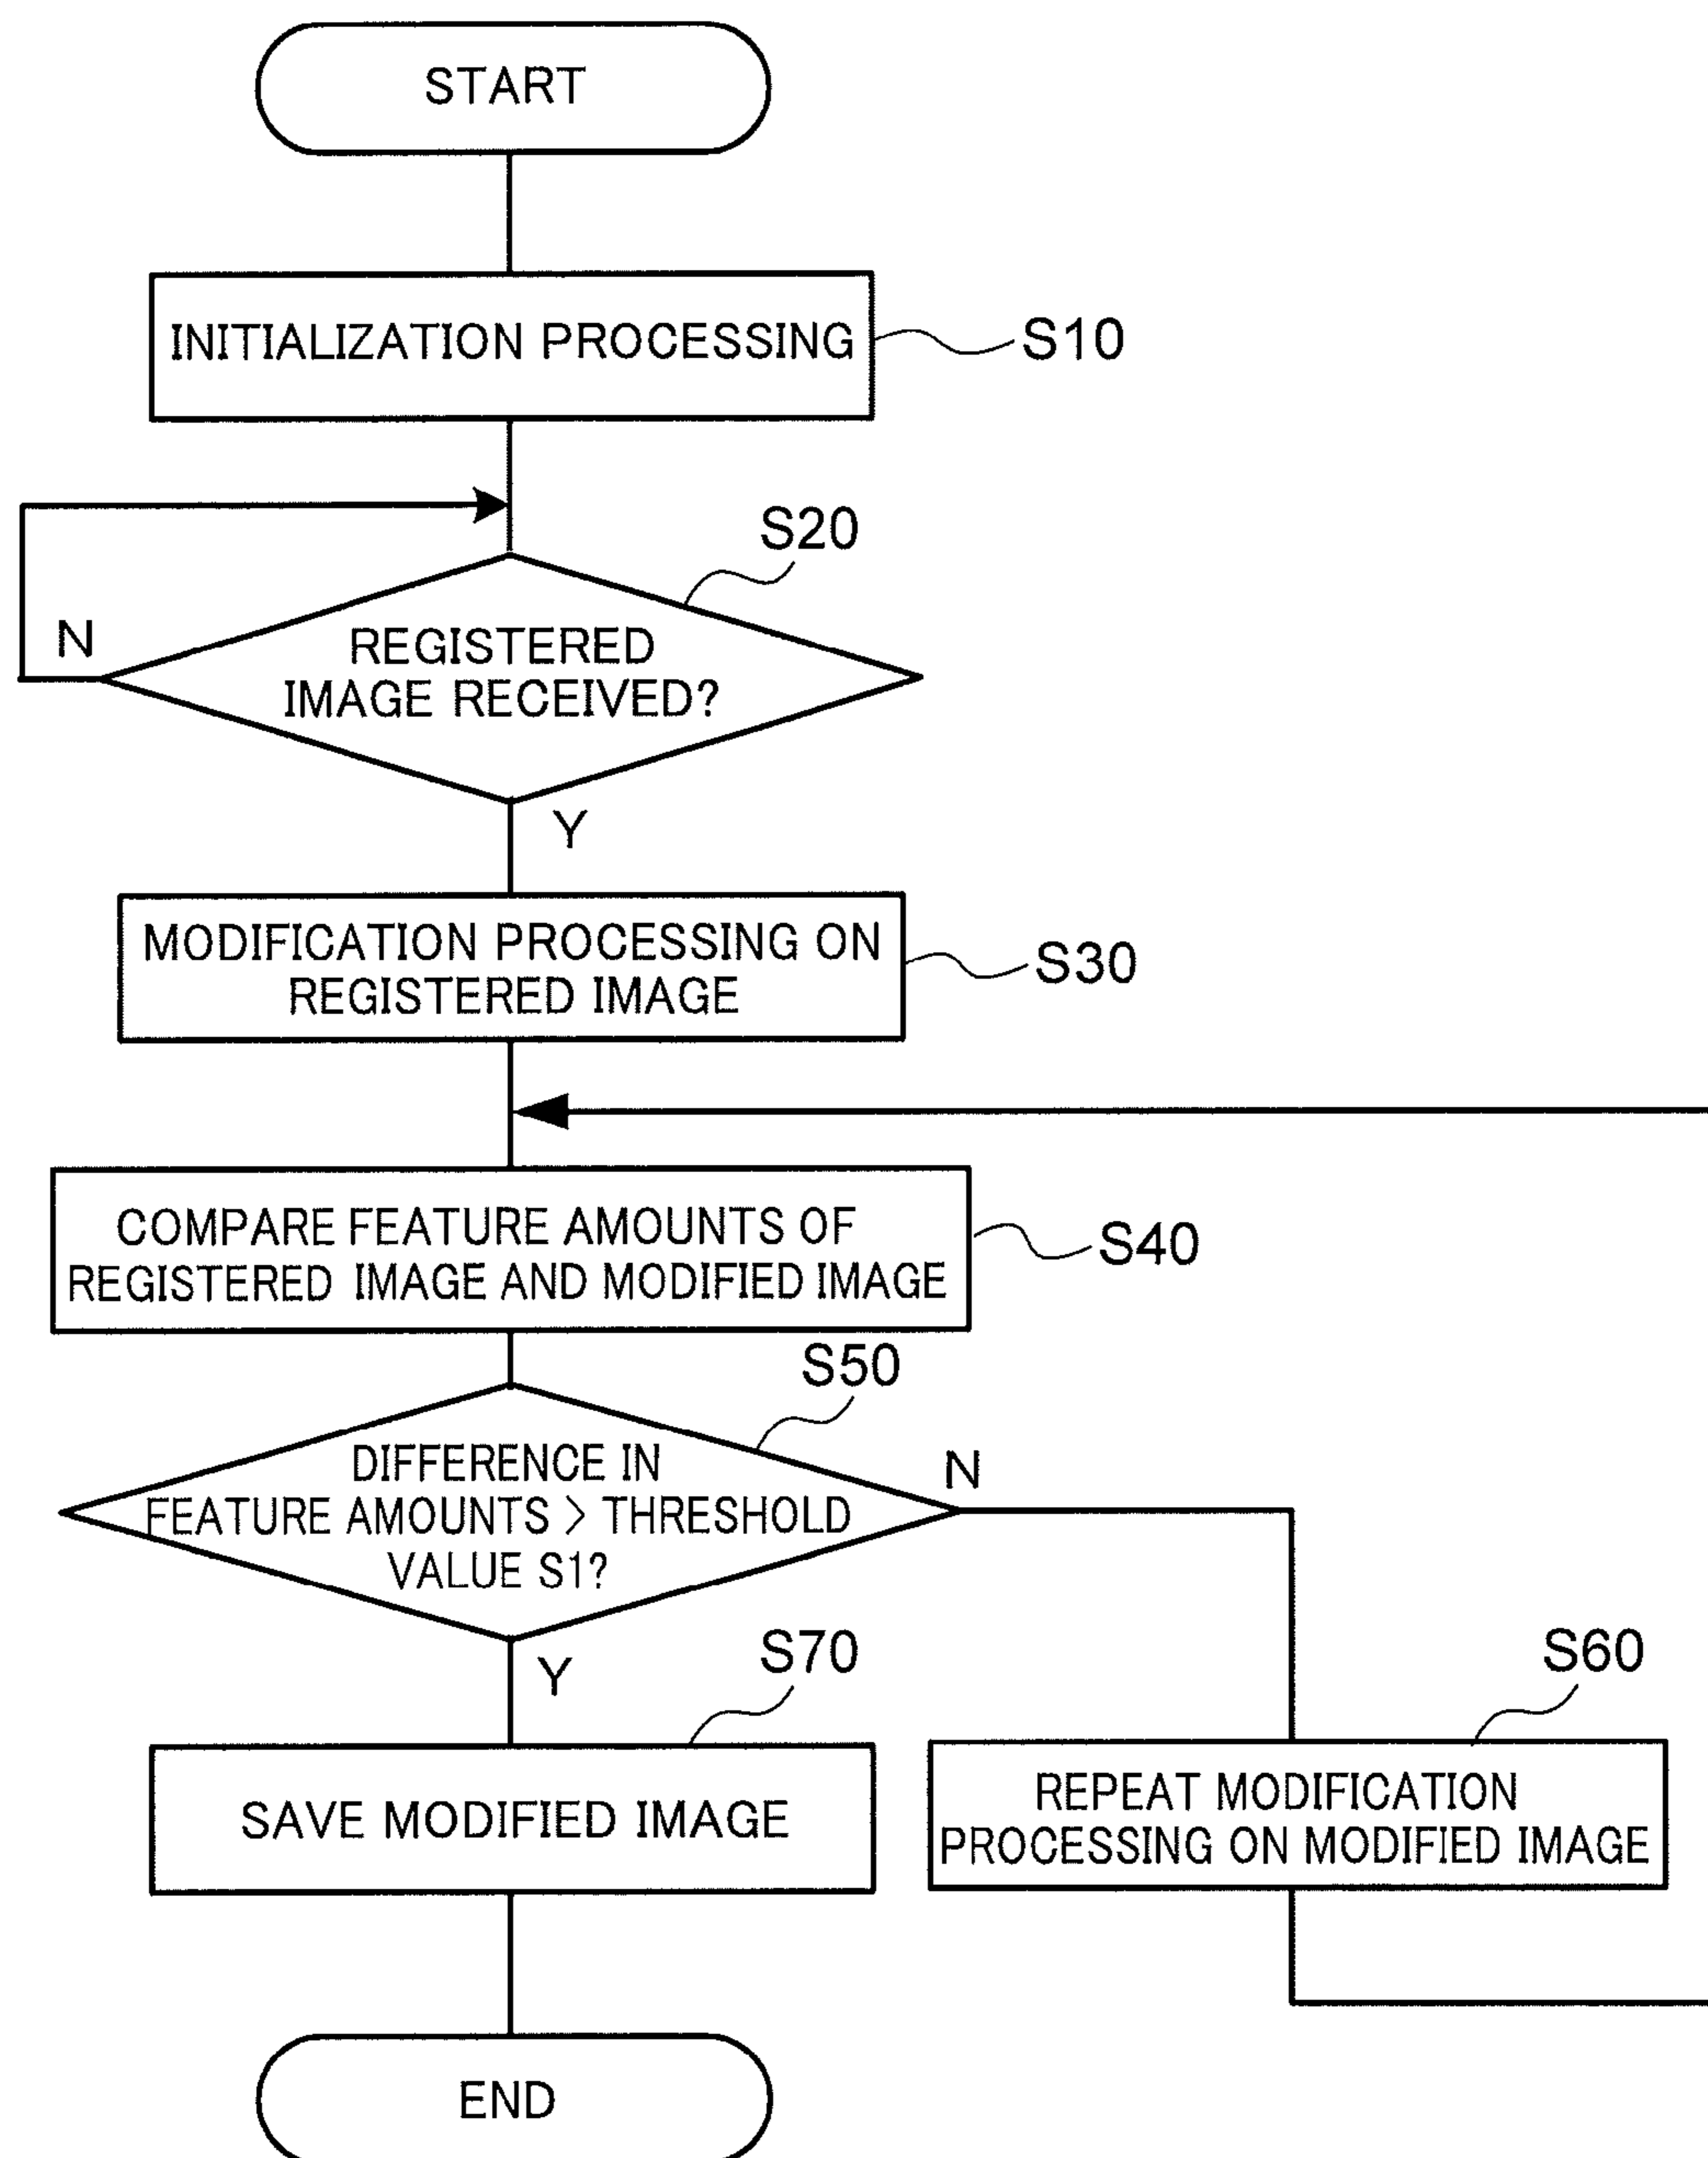 START
INITIALIZATION PROCESSING
S10
S20
N
REGISTERED
IMAGE RECEIVED?
Y
MODIFICATION PROCESSING ON
REGISTERED IMAGE
S30
COMPARE FEATURE AMOUNTS OF
REGISTERED IMAGE AND MODIFIED IMAGE
S40
S50
DIFFERENCE IN
FEATURE AMOUNTS > THRESHOLD
VALUE S1?
N
Y
S70
SAVE MODIFIED IMAGE
S60
REPEAT MODIFICATION
PROCESSING ON MODIFIED IMAGE
END